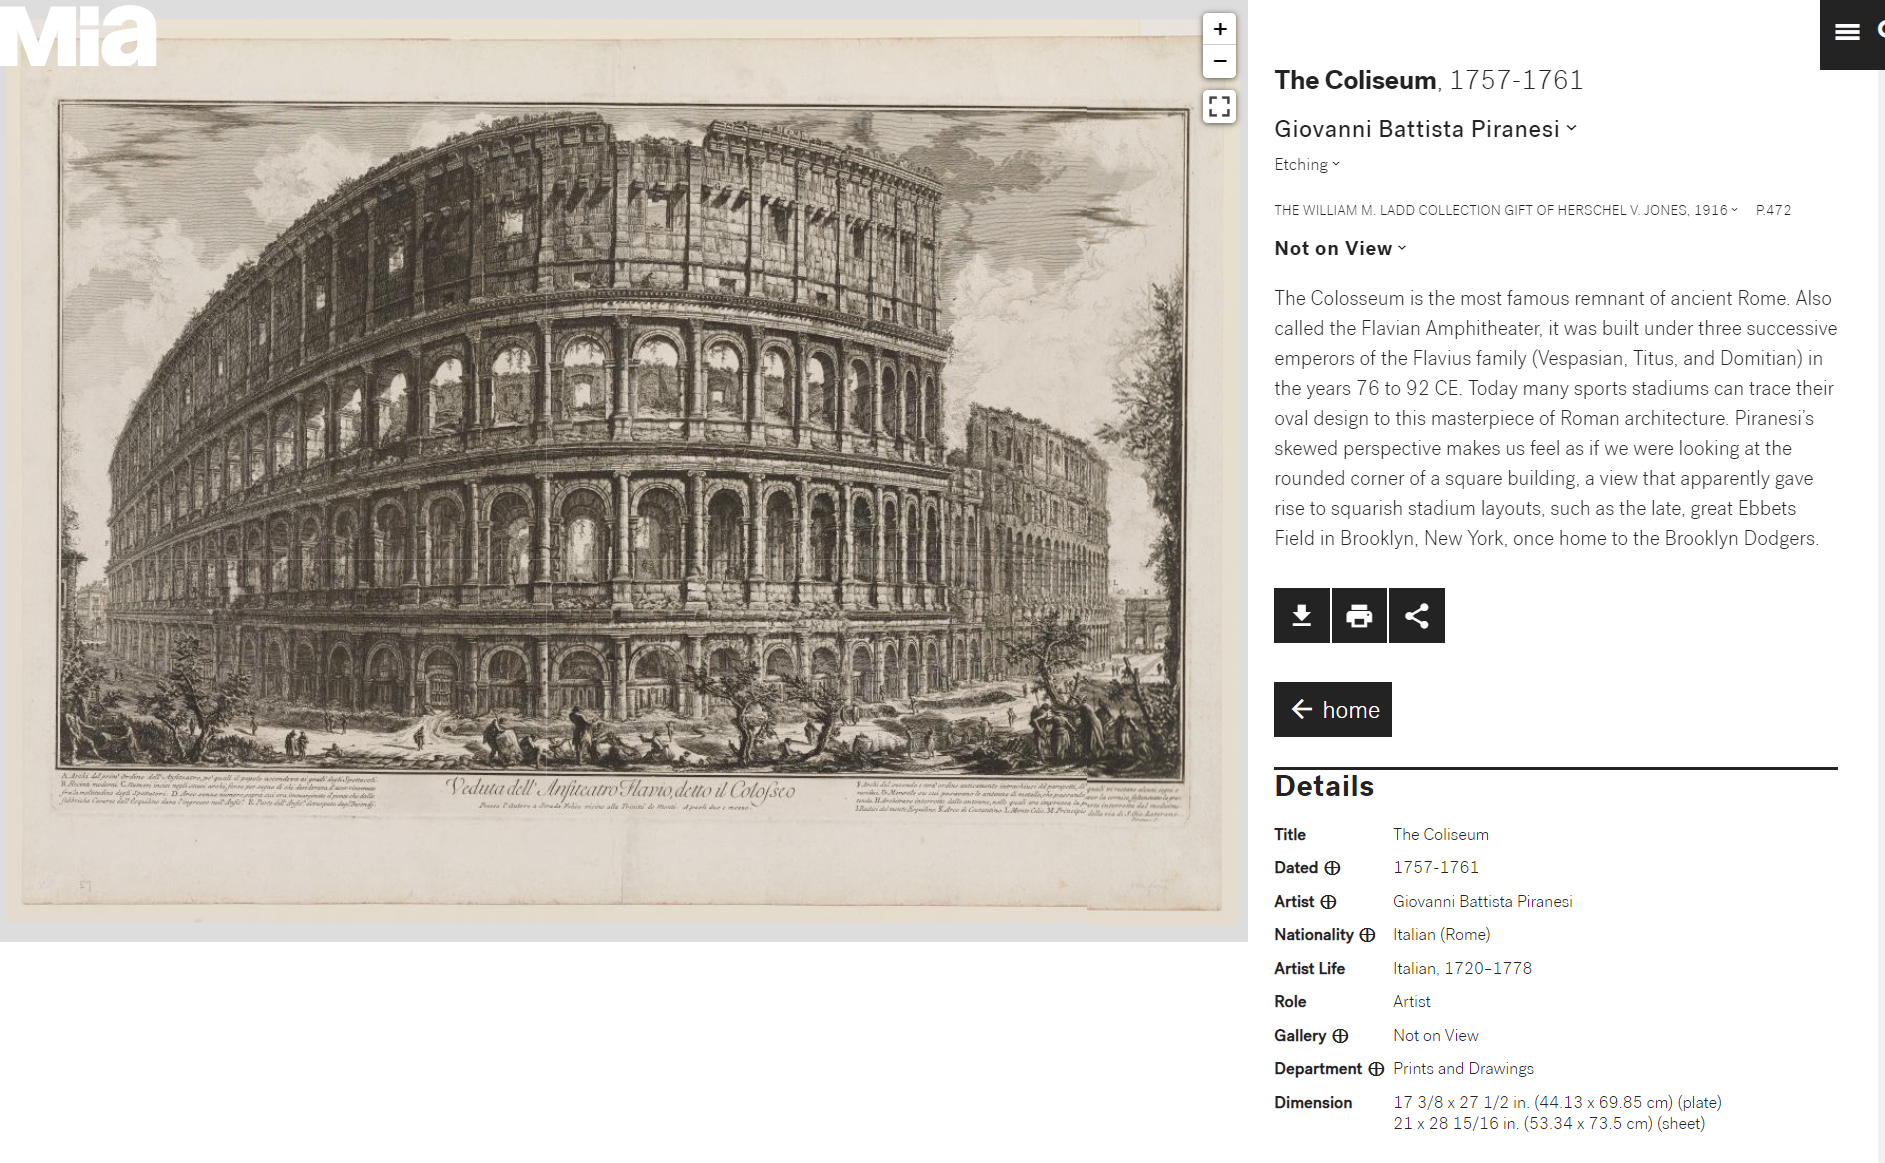 Mia
+
−
The Coliseum, 1757-1761
Giovanni Battista Piranesi
Etching
THE WILLIAM M. LADD COLLECTION GIFT OF HERSCHEL V. JONES, 1916 P.472
Not on View
The Colosseum is the most famous remnant of ancient Rome. Also
called the Flavian Amphitheater, it was built under three successive
emperors of the Flavius family (Vespasian, Titus, and Domitian) in
the years 76 to 92 CE. Today many sports stadiums can trace their
oval design to this masterpiece of Roman architecture. Piranesi's
skewed perspective makes us feel as if we were looking at the
rounded corner of a square building, a view that apparently gave
rise to squarish stadium layouts, such as the late, great Ebbets
Field in Brooklyn, New York, once home to the Brooklyn Dodgers.
home
Details
Title The Coliseum
Dated 1757-1761
Artist Giovanni Battista Piranesi
Nationality Italian (Rome)
Artist Life Italian, 1720–1778
Role Artist
Gallery Not on View
Department Prints and Drawings
Dimension 17 3/8 x 27 1/2 in. (44.13 x 69.85 cm) (plate)
21 x 28 15/16 in. (53.34 x 73.5 cm) (sheet)
Veduta dell' Anfiteatro Flavio, detto il Colosseo